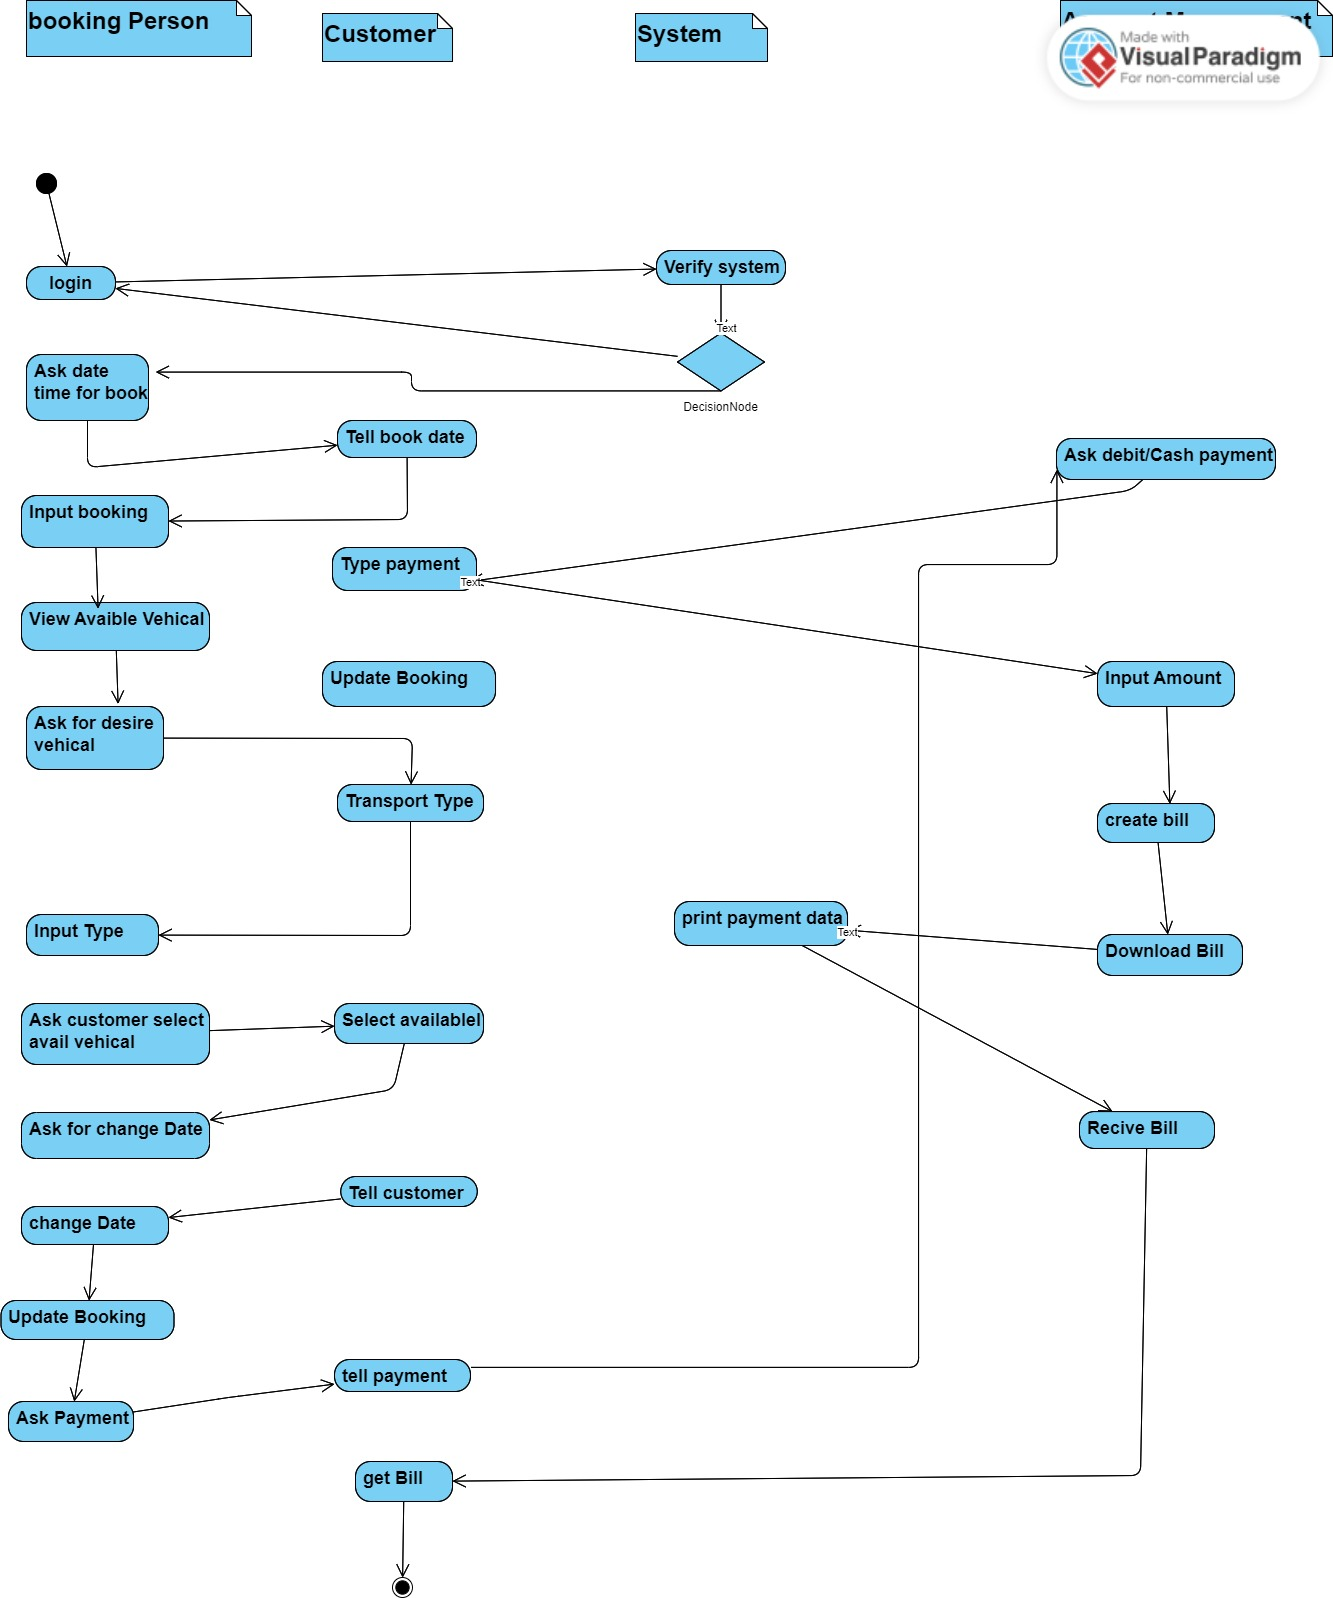 booking Person
Customer
System
Made with
Visual Paradigm
For non-commercial use
login
Verify system
Text
DecisionNode
Ask date
time for book
Tell book date
Ask debit/Cash payment
Input booking
Type payment
Text
View Avaible Vehical
Update Booking
Input Amount
Ask for desire
vehical
Transport Type
create bill
Input Type
print payment data
Text
Download Bill
Ask customer select
avail vehical
Select availablel
Ask for change Date
Recive Bill
Tell customer
change Date
Update Booking
tell payment
Ask Payment
get Bill